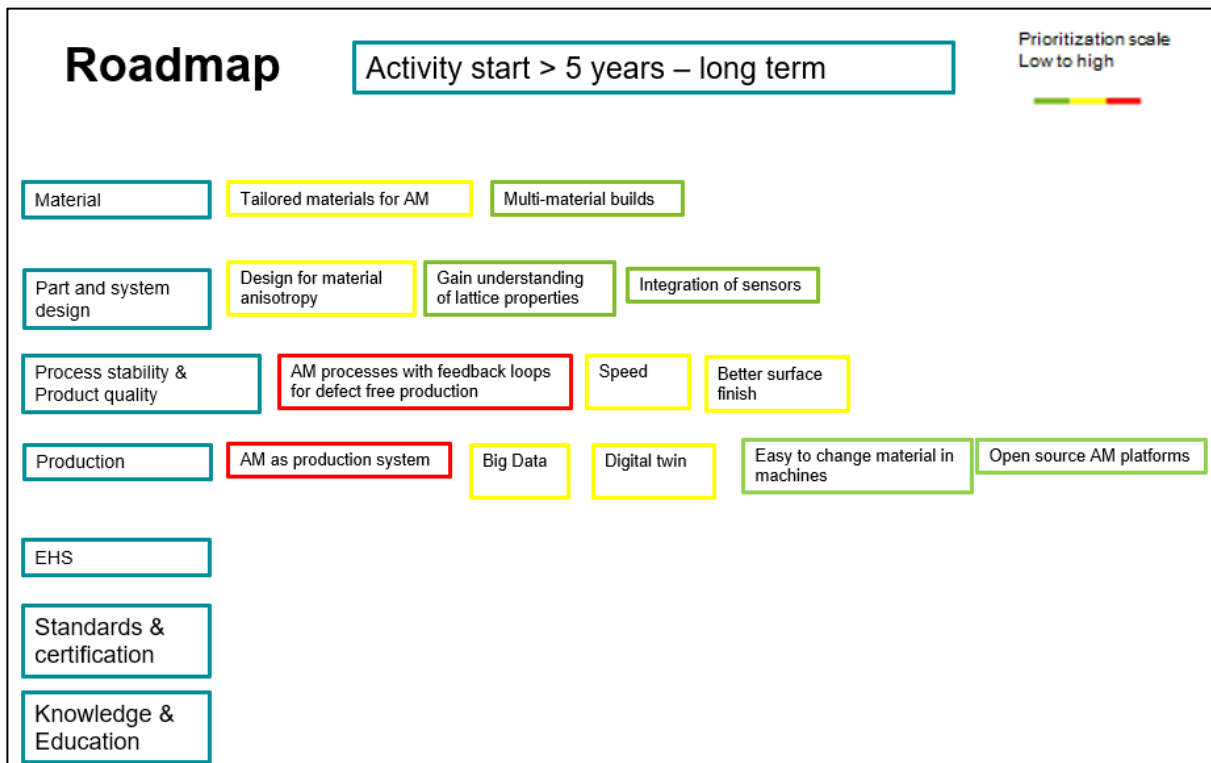 Roadmap
Activity start > 5 years – long term
Prioritization scale
Low to high
Material
Tailored materials for AM
Multi-material builds
Part and system
design
Design for material
anisotropy
Gain understanding
of lattice properties
Integration of sensors
Process stability &
Product quality
AM processes with feedback loops
for defect free production
Speed
Better surface
finish
Production
AM as production system
Big Data
Digital twin
Easy to change material in
machines
Open source AM platforms
EHS
Standards &
certification
Knowledge &
Education